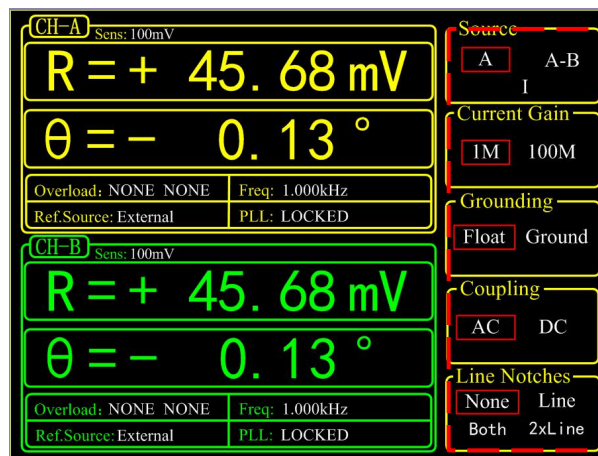 CH-A Sens: 100mV
R = + 45.68 mV
θ = - 0.13 °
Overload: NONE NONE Freq: 1.000kHz
Ref.Source: External PLL: LOCKED
CH-B Sens: 100mV
R = + 45.68 mV
θ = - 0.13 °
Overload: NONE NONE Freq: 1.000kHz
Ref.Source: External PLL: LOCKED
Source
A A-B
I
Current Gain
1M 100M
Grounding
Float Ground
Coupling
AC DC
Line Notches
None Line
Both 2xLine